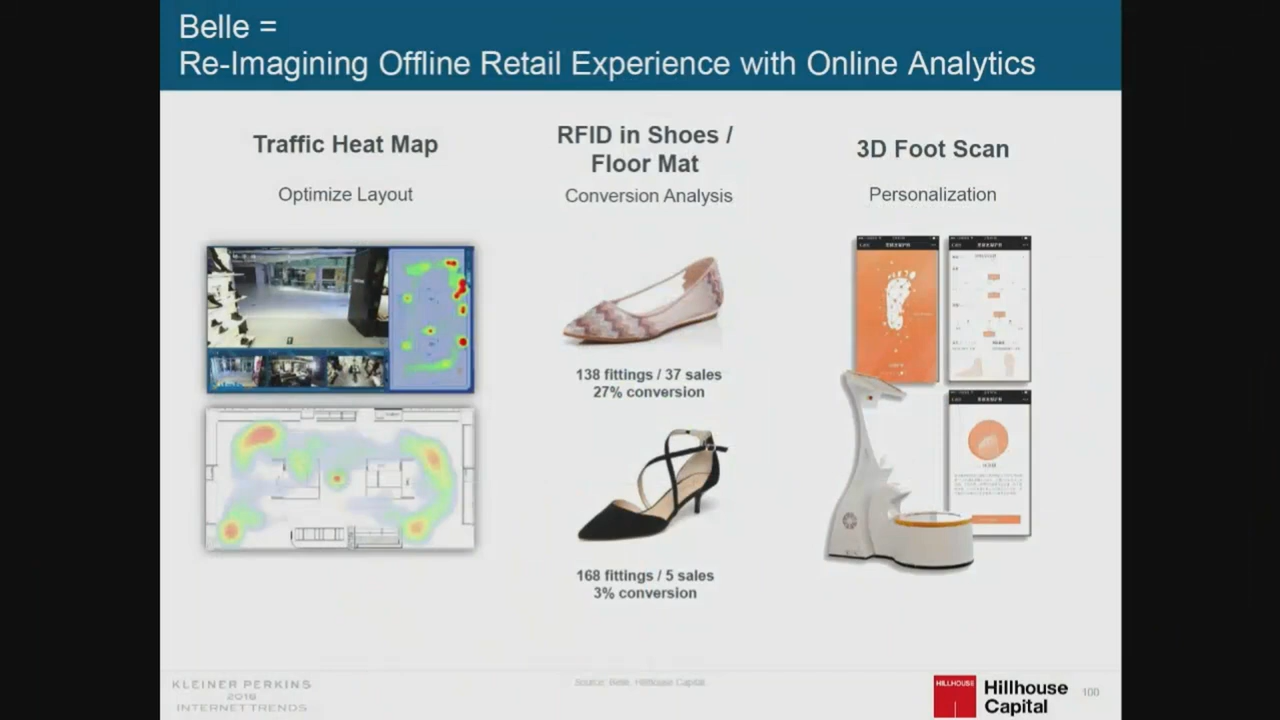 Belle =
Re-Imagining Offline Retail Experience with Online Analytics
Traffic Heat Map
Optimize Layout
RFID in Shoes /
Floor Mat
Conversion Analysis
138 fittings / 37 sales
27% conversion
168 fittings / 5 sales
3% conversion
3D Foot Scan
Personalization
KLEINER PERKINS
2018
INTERNET TRENDS
Source: Belle, Hillhouse Capital.
HILLHOUSE
Hillhouse
Capital
100